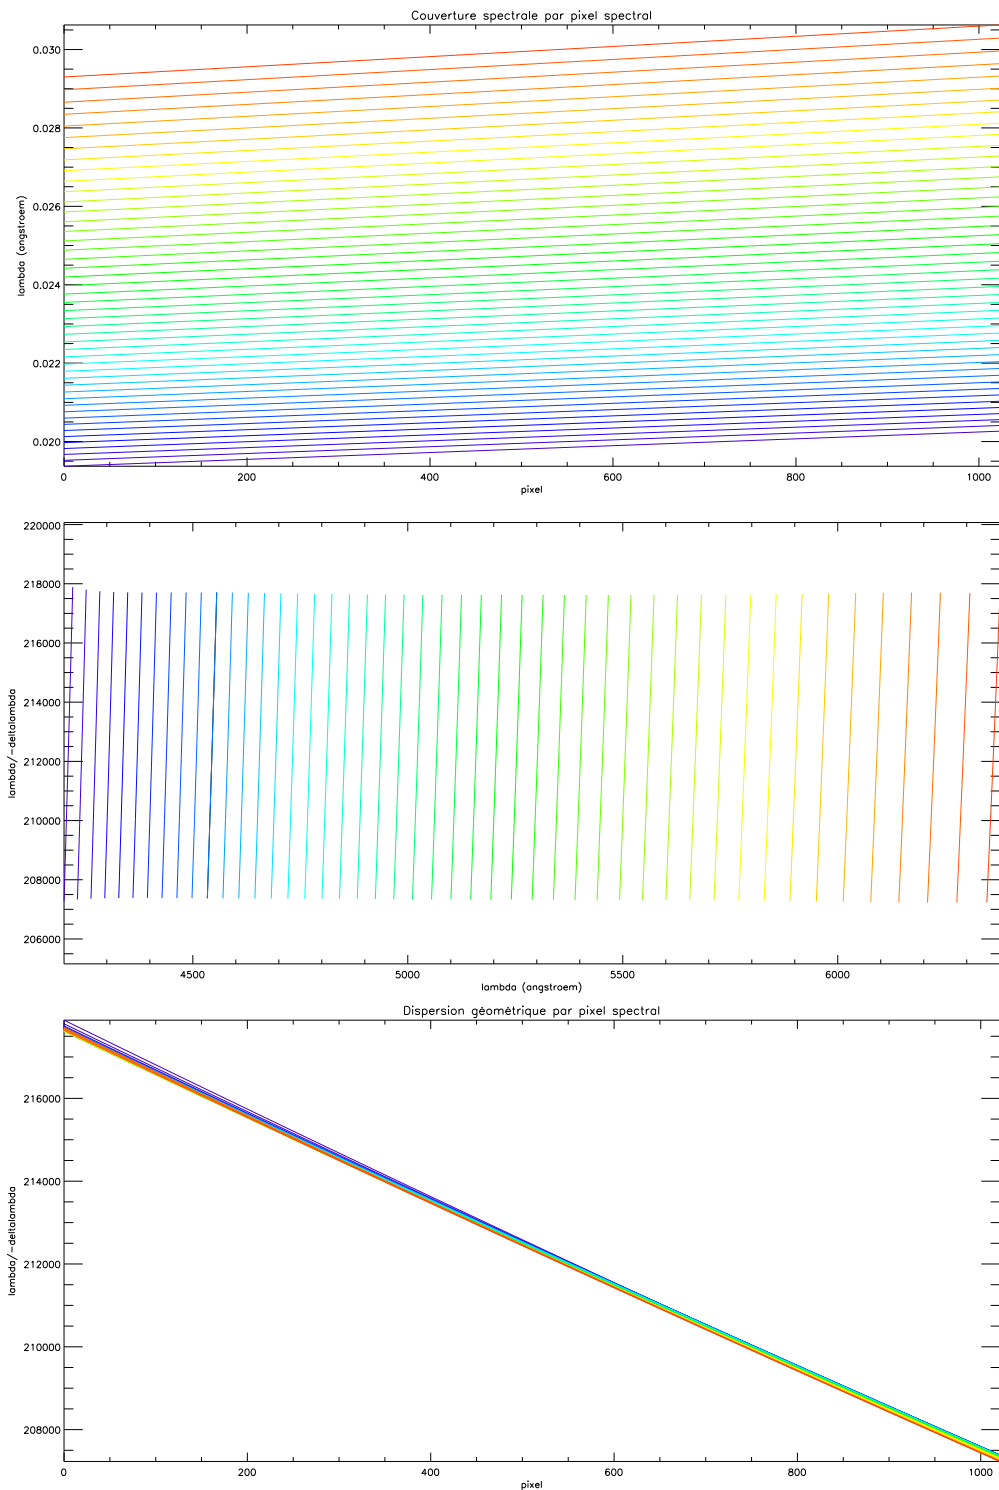 Couverture spectrale par pixel spectral
0.030
0.028
0.026
0.024
0.022
0.020
lambda (angstroem)
0 200 400 600 800 1000
pixel
220000
218000
216000
214000
212000
210000
208000
206000
lambda/-deltalambda
4500 5000 5500 6000
lambda (angstroem)
Dispersion géométrique par pixel spectral
216000
214000
212000
210000
208000
lambda/-deltalambda
0 200 400 600 800 1000
pixel